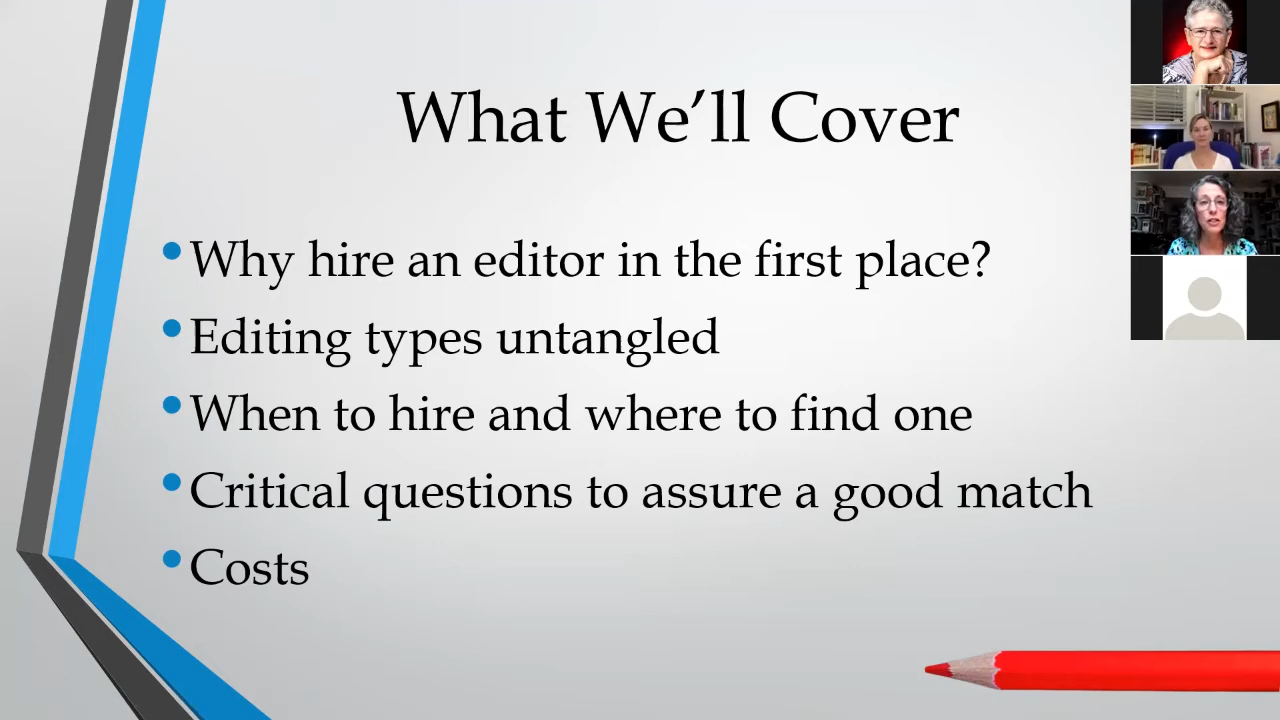 What We’ll Cover
•Why hire an editor in the first place?
•Editing types untangled
•When to hire and where to find one
•Critical questions to assure a good match
•Costs